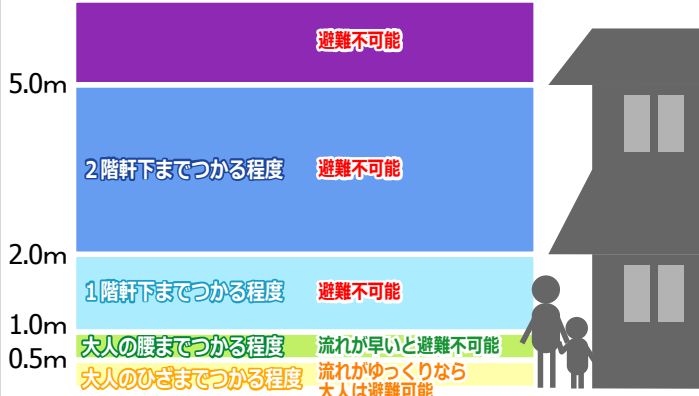 避難不可能
5.0m
2階軒下までつかる程度 避難不可能
2.0m
1階軒下までつかる程度 避難不可能
1.0m
大人の腰までつかる程度 流れが早いと避難不可能
0.5m
大人のひざまでつかる程度 流れがゆっくりなら
大人は避難可能